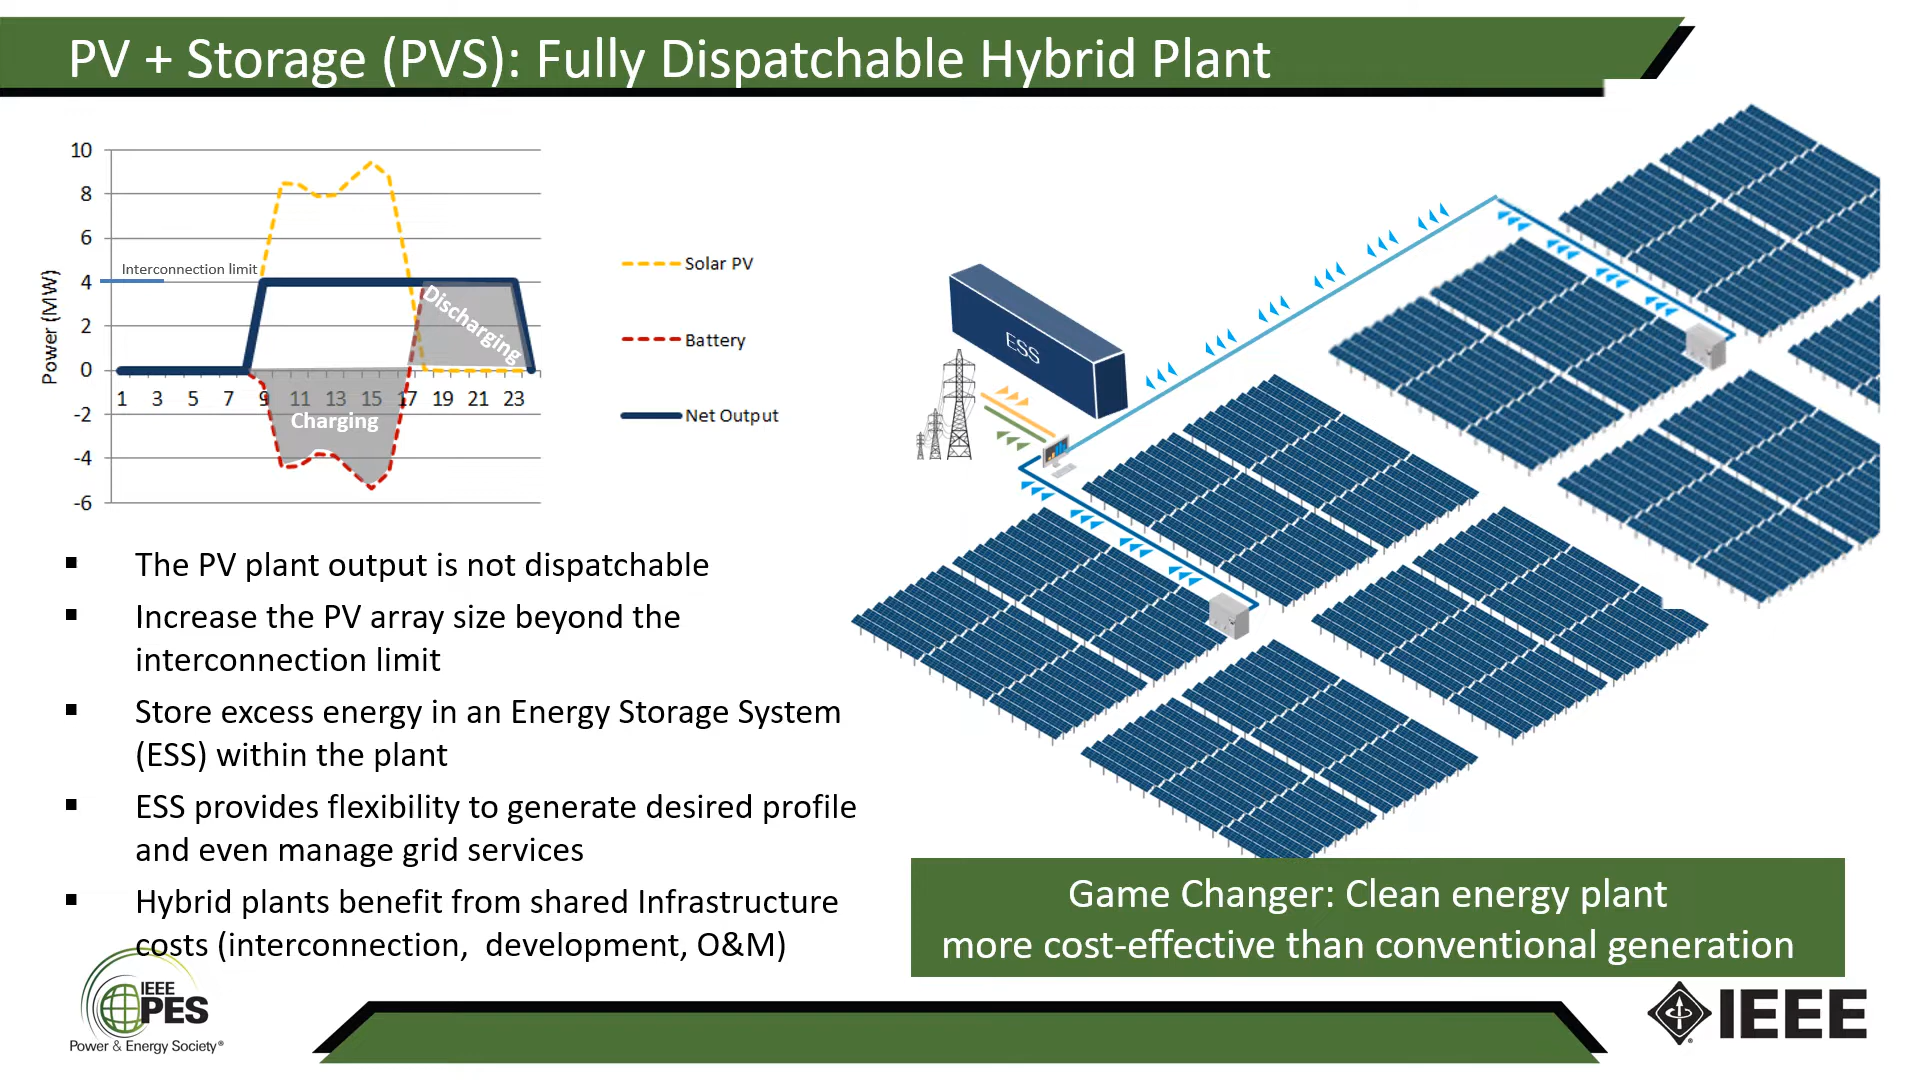 PV + Storage (PVS): Fully Dispatchable Hybrid Plant
10
8
6
4
2
0
-2
-4
-6
Power (MW)
Interconnection limit
Discharging
Charging
1 3 5 7 9 11 13 15 17 19 21 23
Solar PV
Battery
Net Output
ESS
▪ The PV plant output is not dispatchable
▪ Increase the PV array size beyond the
interconnection limit
▪ Store excess energy in an Energy Storage System
(ESS) within the plant
▪ ESS provides flexibility to generate desired profile
and even manage grid services
▪ Hybrid plants benefit from shared Infrastructure
costs (interconnection, development, O&M)
Game Changer: Clean energy plant
more cost-effective than conventional generation
IEEE
PES
Power & Energy Society®
IEEE